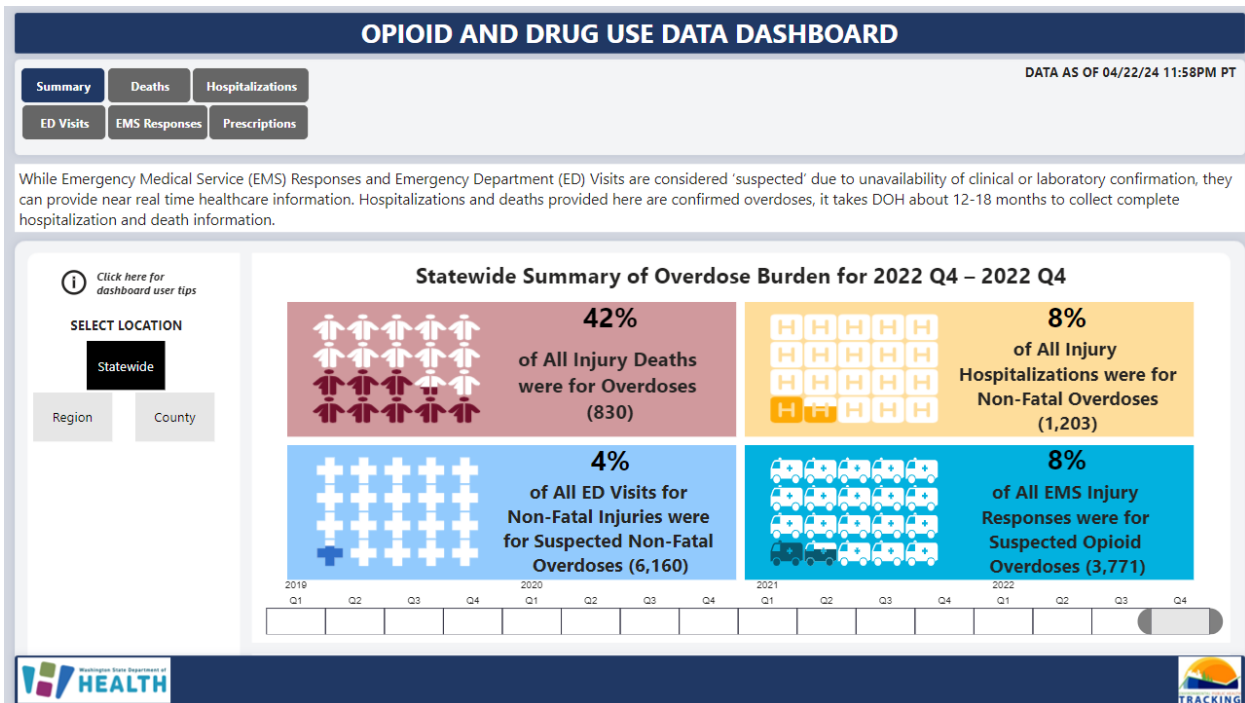 OPIOID AND DRUG USE DATA DASHBOARD
DATA AS OF 04/22/24 11:58PM PT
Summary
Deaths
Hospitalizations
ED Visits
EMS Responses
Prescriptions
While Emergency Medical Service (EMS) Responses and Emergency Department (ED) Visits are considered ‘suspected’ due to unavailability of clinical or laboratory confirmation, they
can provide near real time healthcare information. Hospitalizations and deaths provided here are confirmed overdoses, it takes DOH about 12-18 months to collect complete
hospitalization and death information.
Click here for
dashboard user tips
SELECT LOCATION
Statewide
Region
County
Statewide Summary of Overdose Burden for 2022 Q4 – 2022 Q4
42%
of All Injury Deaths
were for Overdoses
(830)
8%
of All Injury
Hospitalizations were for
Non-Fatal Overdoses
(1,203)
4%
of All ED Visits for
Non-Fatal Injuries were
for Suspected Non-Fatal
Overdoses (6,160)
8%
of All EMS Injury
Responses were for
Suspected Opioid
Overdoses (3,771)
2019 2020 2021 2022
Q1 Q2 Q3 Q4 Q1 Q2 Q3 Q4 Q1 Q2 Q3 Q4 Q1 Q2 Q3 Q4
Washington State Department of
HEALTH
TRACKING